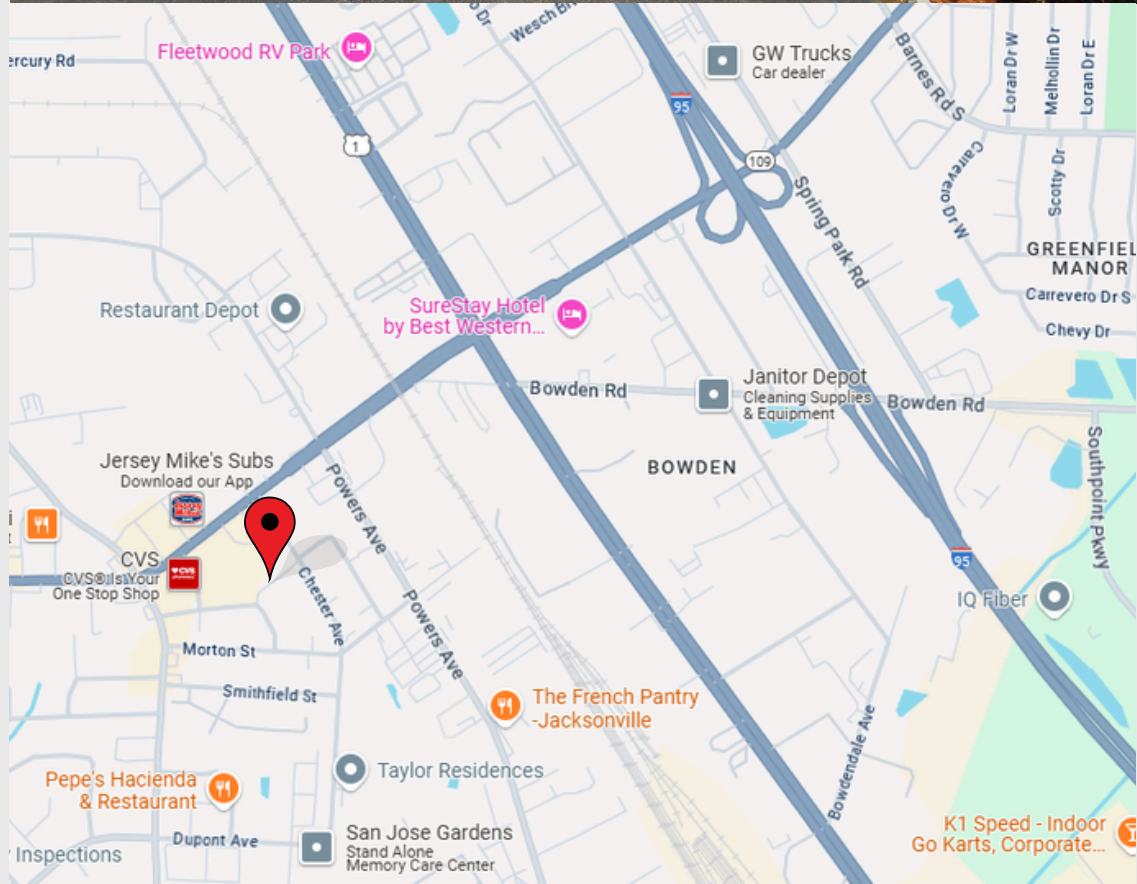 ercury Rd
Fleetwood RV Park
o Dr
Wesch Bl
GW Trucks
Car dealer
Barnes Rd S
Loran Dr W
Melhollin Dr
Loran Dr E
95
1
109
Carrevero Dr W
Scotty Dr
Spring Park Rd
GREENFIEL
MANOR
Carrevero Dr S
Chevy Dr
Restaurant Depot
SureStay Hotel
by Best Western...
Bowden Rd
Janitor Depot
Cleaning Supplies
& Equipment
Bowden Rd
Southpoint Pkwy
BOWDEN
Jersey Mike's Subs
Download our App
Powers Ave
i
t
CVS
CVS® Is Your
One Stop Shop
CVS
pharmacy
Chester Ave
95
IQ Fiber
Powers Ave
Morton St
Smithfield St
The French Pantry
-Jacksonville
Bowdendale Ave
Taylor Residences
Pepe's Hacienda
& Restaurant
Dupont Ave
San Jose Gardens
Stand Alone
Memory Care Center
K1 Speed - Indoor
Go Karts, Corporate...
Inspections